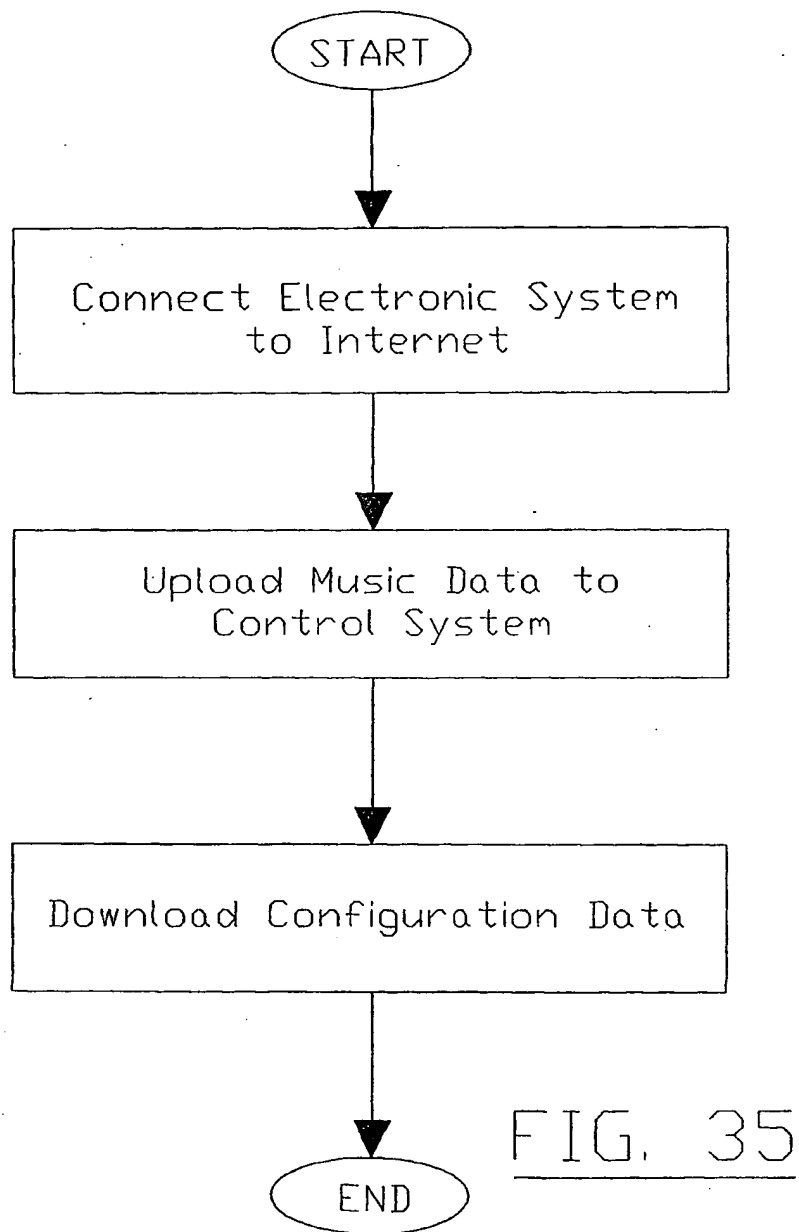 START
Connect Electronic System
to Internet
Upload Music Data to
Control System
Download Configuration Data
FIG. 35
END